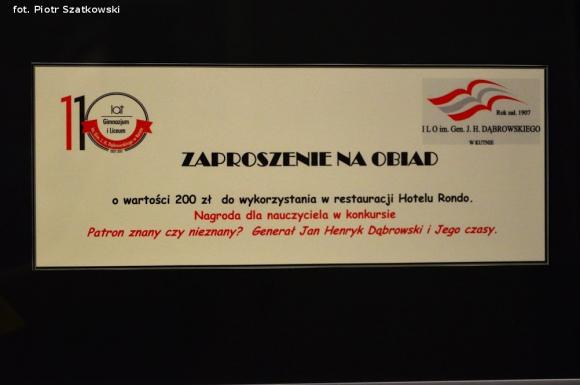 fot. Piotr Szatkowski
110
lat
Gimnazjum
i Liceum
Rok zał. 1907
I L O im. Gen. J. H. DĄBROWSKIEGO
W KUTNIE
ZAPROSZENIE NA OBIAD
o wartości 200 zł do wykorzystania w restauracji Hotelu Rondo.
Nagroda dla nauczyciela w konkursie
Patron znany czy nieznany? Generał Jan Henryk Dąbrowski i Jego czasy.